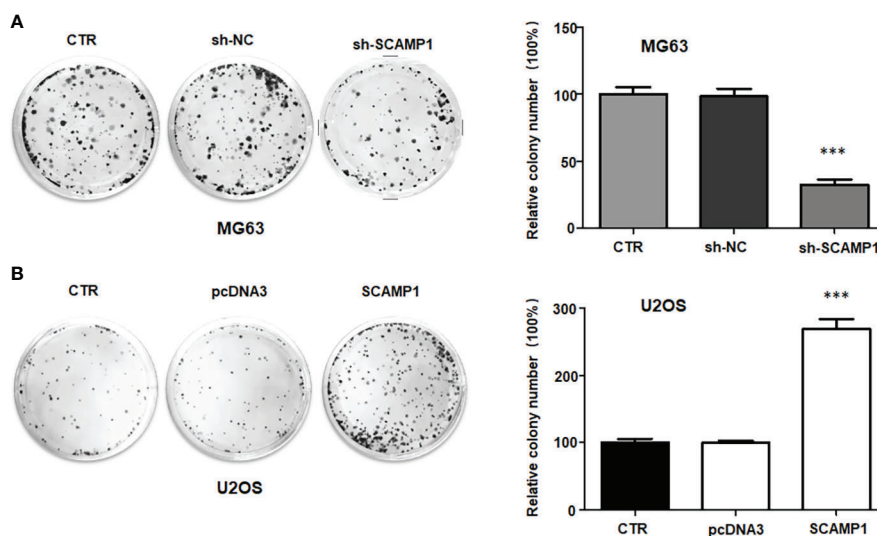 A
CTR sh-NC sh-SCAMP1
MG63
Relative colony number (100%)
150
100
50
0
MG63
***
CTR sh-NC sh-SCAMP1
B
CTR pcDNA3 SCAMP1
U2OS
Relative colony number (100%)
300
200
100
0
U2OS
***
CTR pcDNA3 SCAMP1